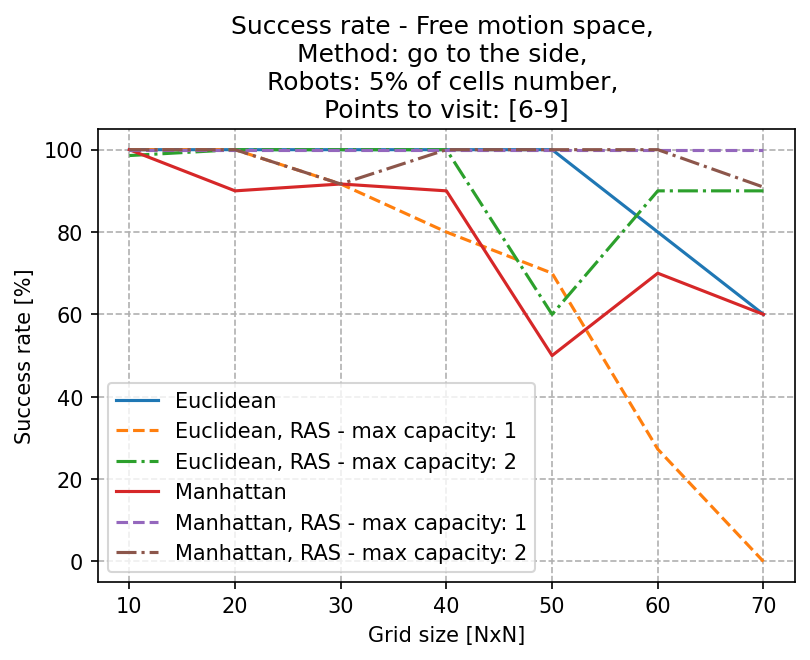 Success rate - Free motion space,
Method: go to the side,
Robots: 5% of cells number,
Points to visit: [6-9]
Success rate [%]
100
80
60
40
20
0
Euclidean
Euclidean, RAS - max capacity: 1
Euclidean, RAS - max capacity: 2
Manhattan
Manhattan, RAS - max capacity: 1
Manhattan, RAS - max capacity: 2
10 20 30 40 50 60 70
Grid size [NxN]